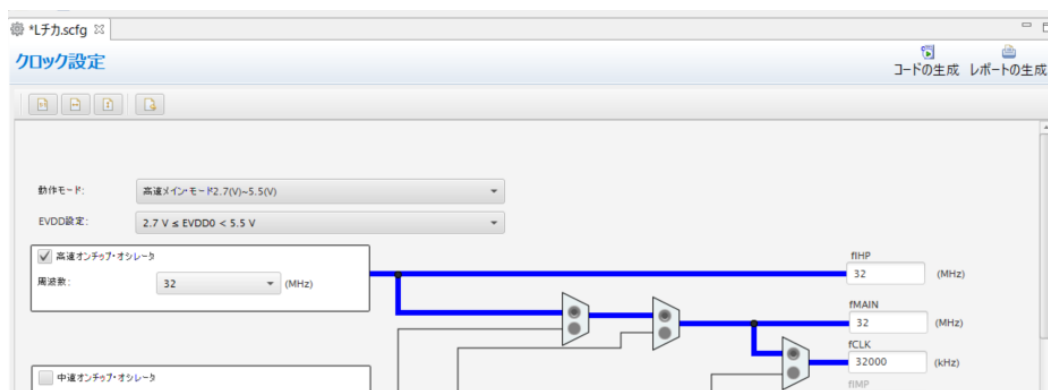 *Lチカ.scfg
クロック設定
コードの生成 レポートの生成
動作モード: 高速メイン・モード2.7(V)~5.5(V)
EVDD設定: 2.7 V ≤ EVDD0 < 5.5 V
高速オンチップ・オシレータ
周波数: 32 (MHz)
fIHP
32 (MHz)
fMAIN
32 (MHz)
fCLK
32000 (kHz)
中速オンチップ・オシレータ
fIMP